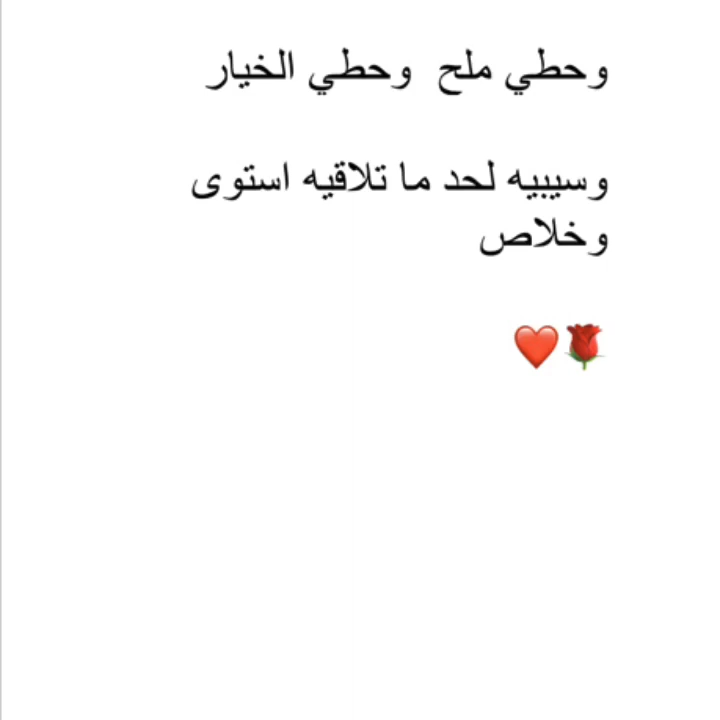 وحطي ملح وحطي الخيار
وسيبيه لحد ما تلاقيه استوى
وخلاص
🌹❤️